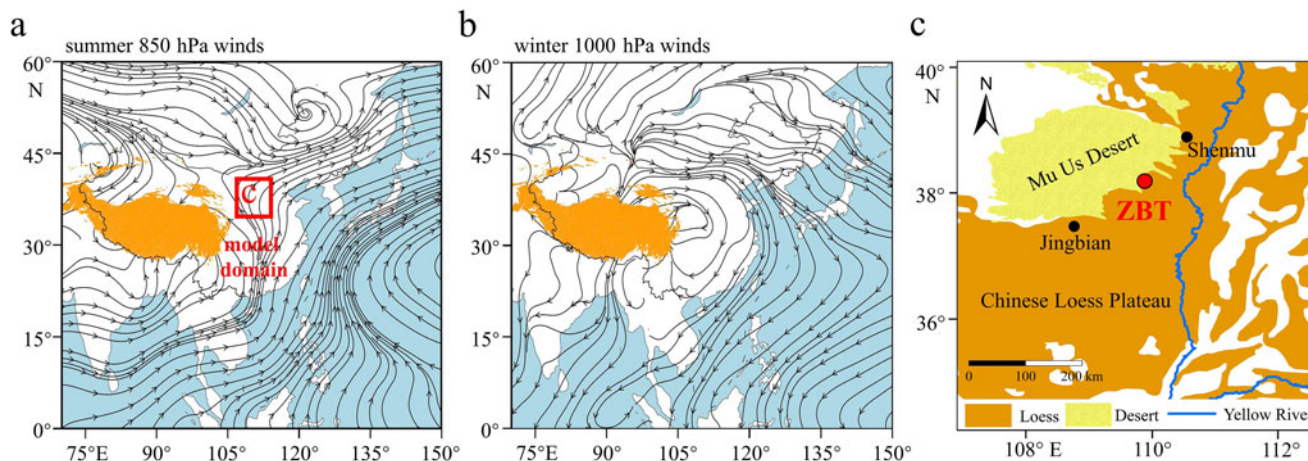 a
summer 850 hPa winds
60°
N
45°
30°
15°
0°
75° E
90°
105°
120°
135°
150°
C
model
domain
b
winter 1000 hPa winds
60°
N
45°
30°
15°
0°
75° E
90°
105°
120°
135°
150°
c
40°
N
38°
36°
N
Mu Us Desert
Shenmu
ZBT
Jingbian
Chinese Loess Plateau
0 100 200 km
Loess Desert Yellow River
108° E 110° 112°